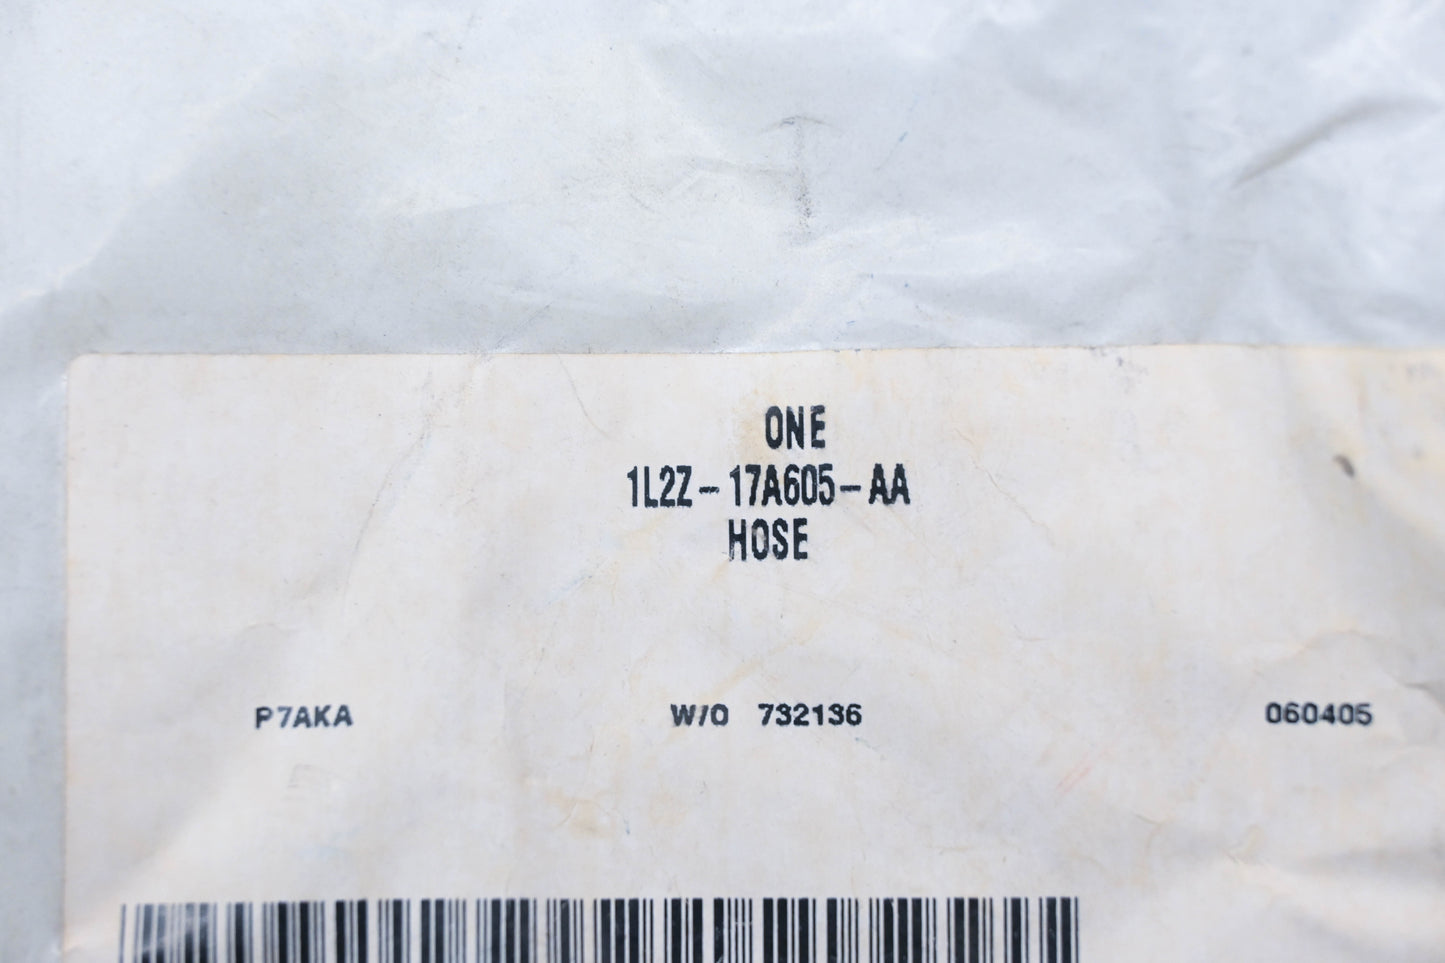 ONE
1L2Z-17A605-AA
HOSE
P7AKA W/O 732136 060405